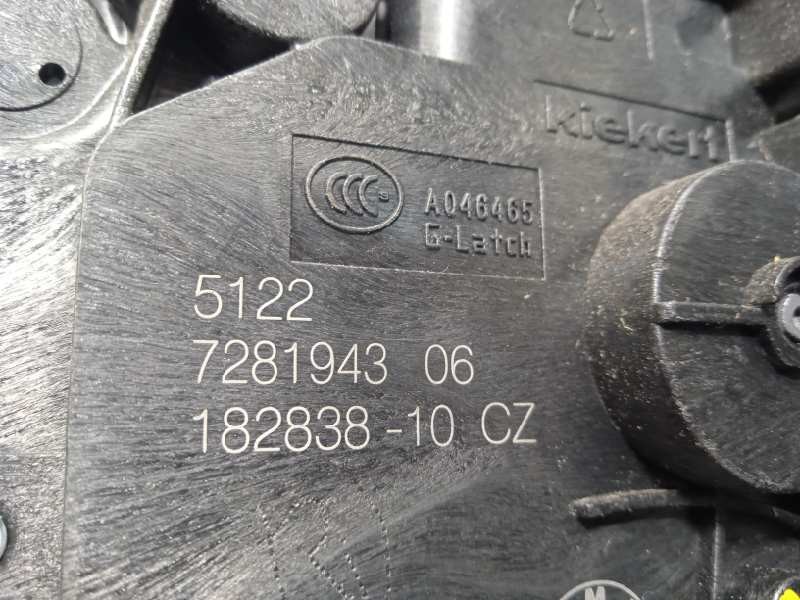 kiekert
CCC S
A046465
G-Latch
5122
7281943 06
182838-10 CZ
M